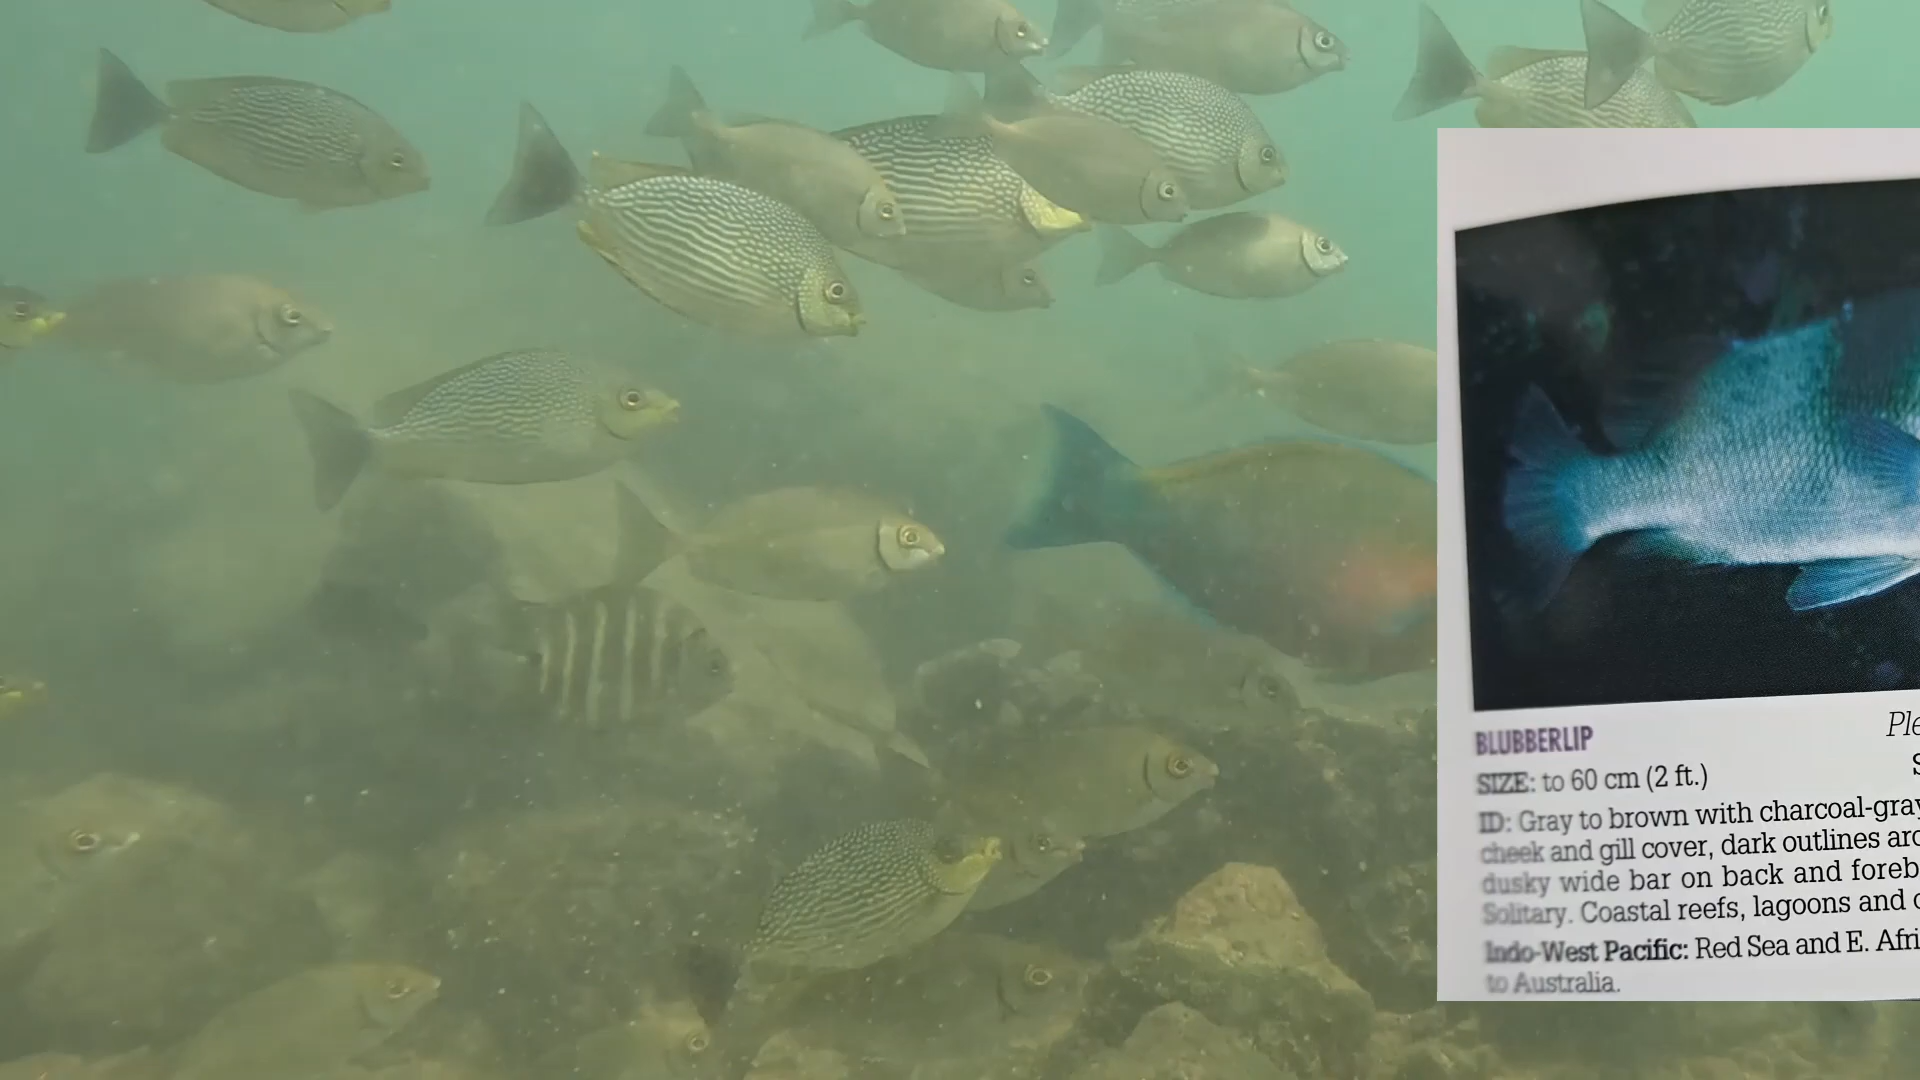 BLUBBERLIP
Ple
SIZE: to 60 cm (2 ft.)
S
ID: Gray to brown with charcoal-gray
cheek and gill cover, dark outlines
dusky wide bar on back and foreb
Solitary. Coastal reefs, lagoons and
Indo-West Pacific: Red Sea and E. Afri
to Australia.